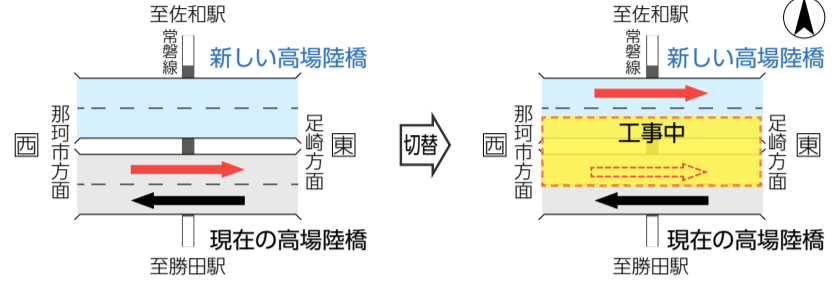 至佐和駅
常磐線
新しい高場陸橋
西
那珂市方面
足崎方面
東
現在の高場陸橋
至勝田駅
切替
至佐和駅
常磐線
新しい高場陸橋
西
那珂市方面
工事中
足崎方面
東
現在の高場陸橋
至勝田駅